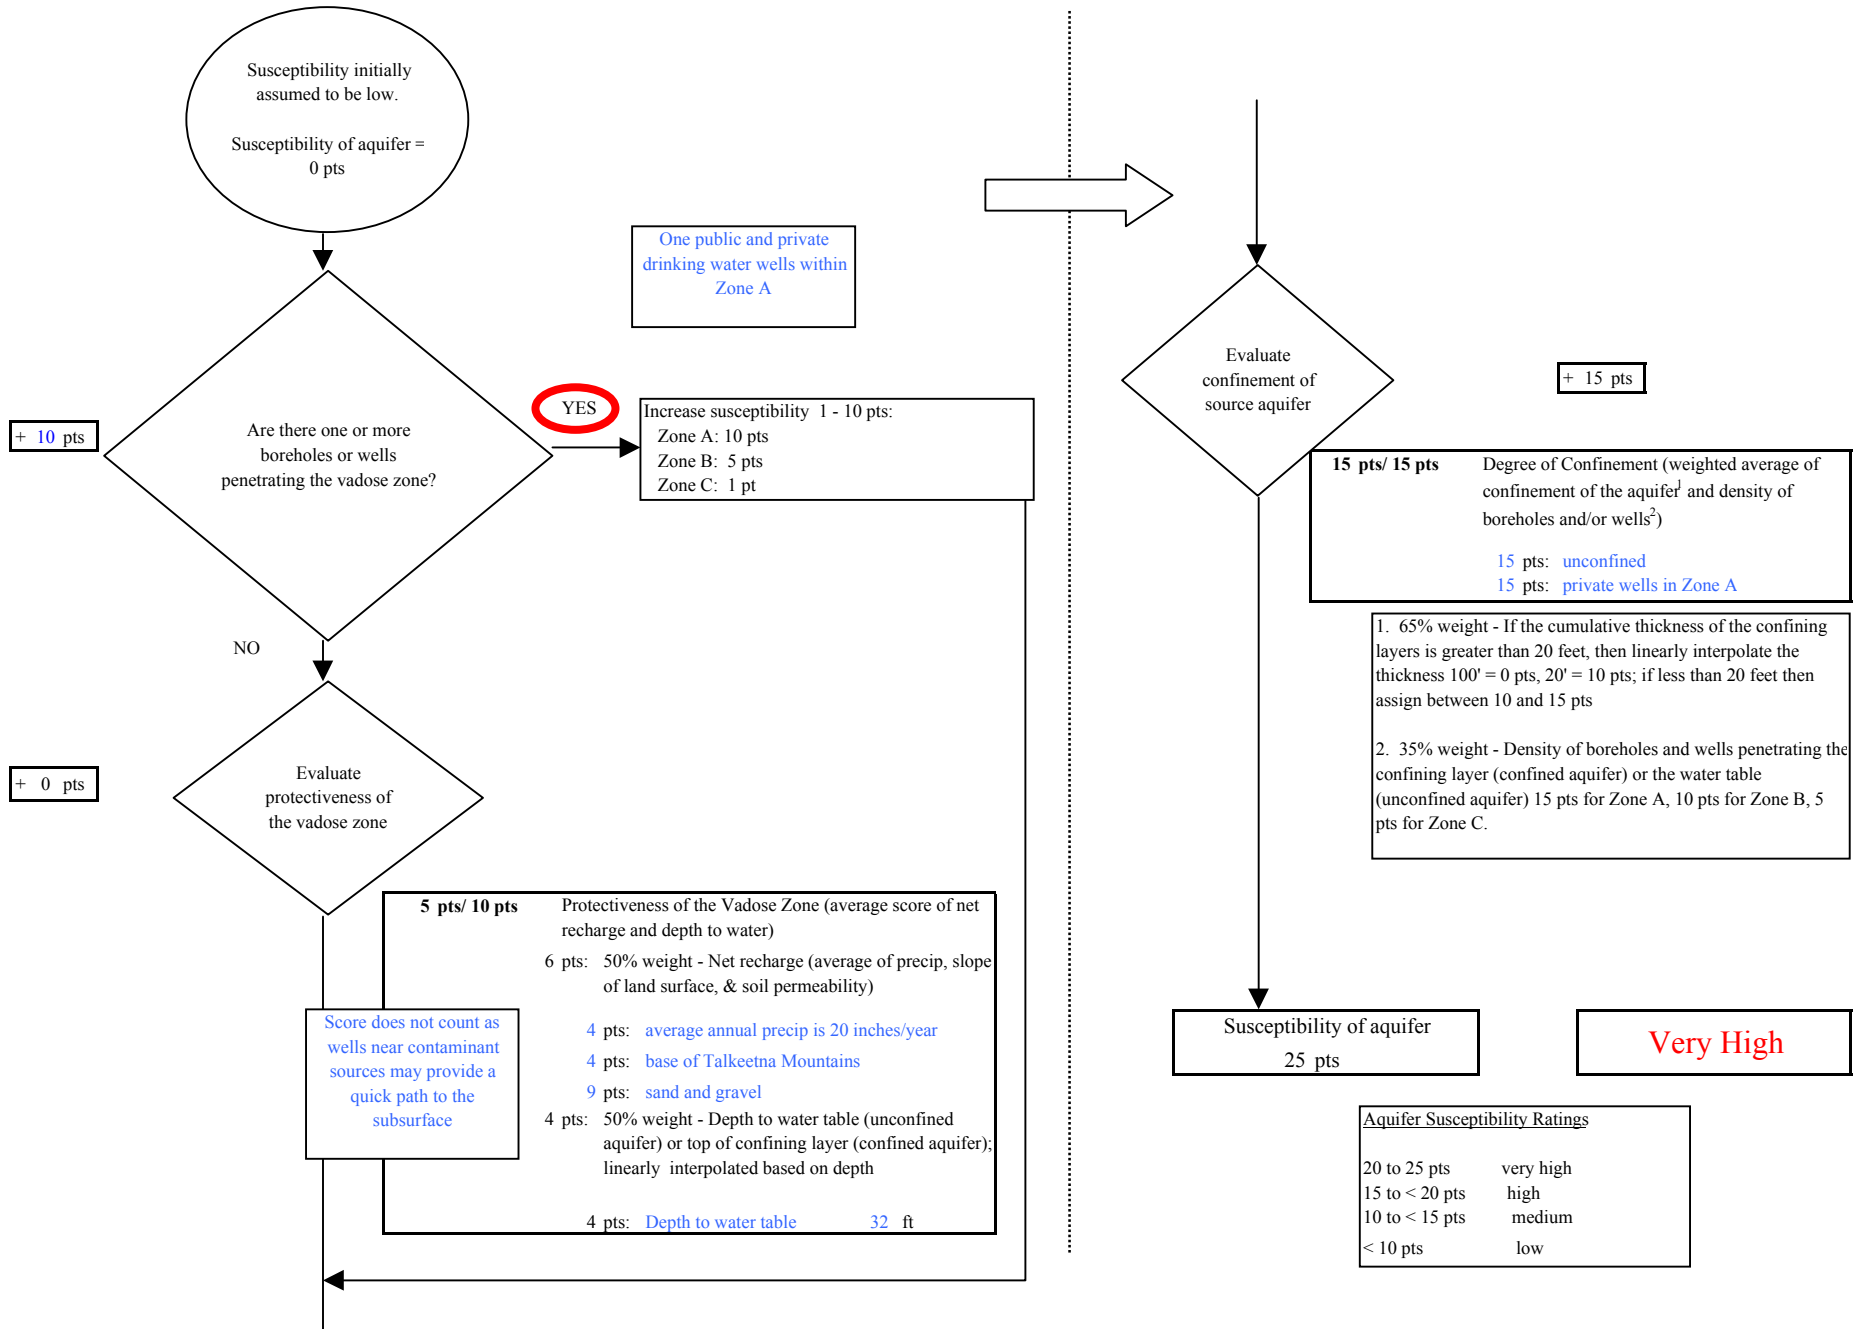 Susceptibility initially
assumed to be low.
Susceptibility of aquifer =
0 pts
One public and private
drinking water wells within
Zone A
YES
+ 10 pts
Are there one or more
boreholes or wells
penetrating the vadose zone?
Increase susceptibility 1 - 10 pts:
Zone A: 10 pts
Zone B: 5 pts
Zone C: 1 pt
NO
+ 0 pts
Evaluate
protectiveness of
the vadose zone
5 pts/ 10 pts Protectiveness of the Vadose Zone (average score of net
recharge and depth to water)
6 pts: 50% weight - Net recharge (average of precip, slope
of land surface, & soil permeability)
4 pts: average annual precip is 20 inches/year
4 pts: base of Talkeetna Mountains
9 pts: sand and gravel
4 pts: 50% weight - Depth to water table (unconfined
aquifer) or top of confining layer (confined aquifer);
linearly interpolated based on depth
4 pts: Depth to water table 32 ft
Score does not count as
wells near contaminant
sources may provide a
quick path to the
subsurface
Evaluate
confinement of
source aquifer
+ 15 pts
15 pts/ 15 pts Degree of Confinement (weighted average of
confinement of the aquifer1 and density of
boreholes and/or wells2)
15 pts: unconfined
15 pts: private wells in Zone A
1. 65% weight - If the cumulative thickness of the confining
layers is greater than 20 feet, then linearly interpolate the
thickness 100' = 0 pts, 20' = 10 pts; if less than 20 feet then
assign between 10 and 15 pts
2. 35% weight - Density of boreholes and wells penetrating the
confining layer (confined aquifer) or the water table
(unconfined aquifer) 15 pts for Zone A, 10 pts for Zone B, 5
pts for Zone C.
Susceptibility of aquifer
25 pts
Very High
Aquifer Susceptibility Ratings
20 to 25 pts very high
15 to < 20 pts high
10 to < 15 pts medium
< 10 pts low